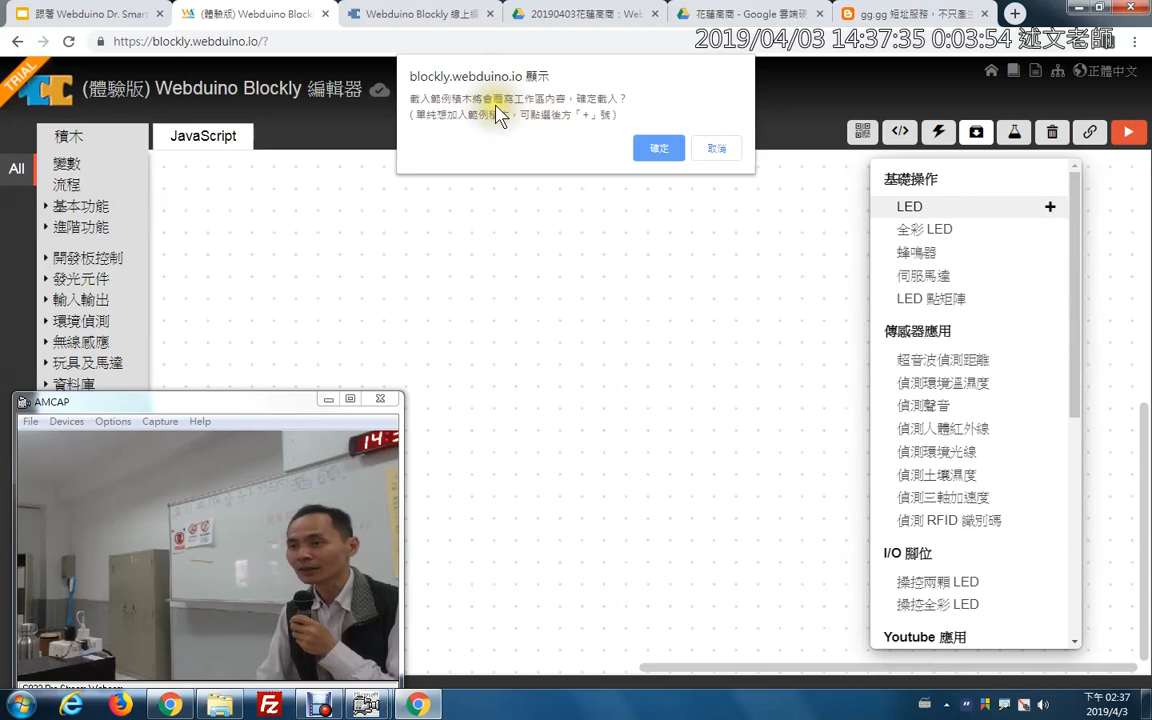 跟著 Webduino Dr. Smar
(體驗版) Webduino Block
Webduino Blockly 線上
20190403花蓮高商：Web
花蓮高商 - Google 雲端硬
gg.gg 短址服務，不只產生
https://blockly.webduino.io/?
2019/04/03 14:37:35 0:03:54 述文老師
TRIAL
(體驗版) Webduino Blockly 編輯器
正體中文
blockly.webduino.io 顯示
載入範例積木將會覆寫工作區內容，確定載入？
( 單純想加入範例積木，可點選後方「+」號 )
確定
取消
積木
JavaScript
All
變數
流程
基本功能
進階功能
開發板控制
發光元件
輸入輸出
環境偵測
無線感應
玩具及馬達
資料庫
基礎操作
LED
全彩 LED
蜂鳴器
伺服馬達
LED 點矩陣
傳感器應用
超音波偵測距離
偵測環境溫濕度
偵測聲音
偵測人體紅外線
偵測環境光線
偵測土壤濕度
偵測三軸加速度
偵測 RFID 識別碼
I/O 腳位
操控兩顆 LED
操控全彩 LED
Youtube 應用
AMCAP
File Devices Options Capture Help
14:3
下午 02:37
2019/4/3